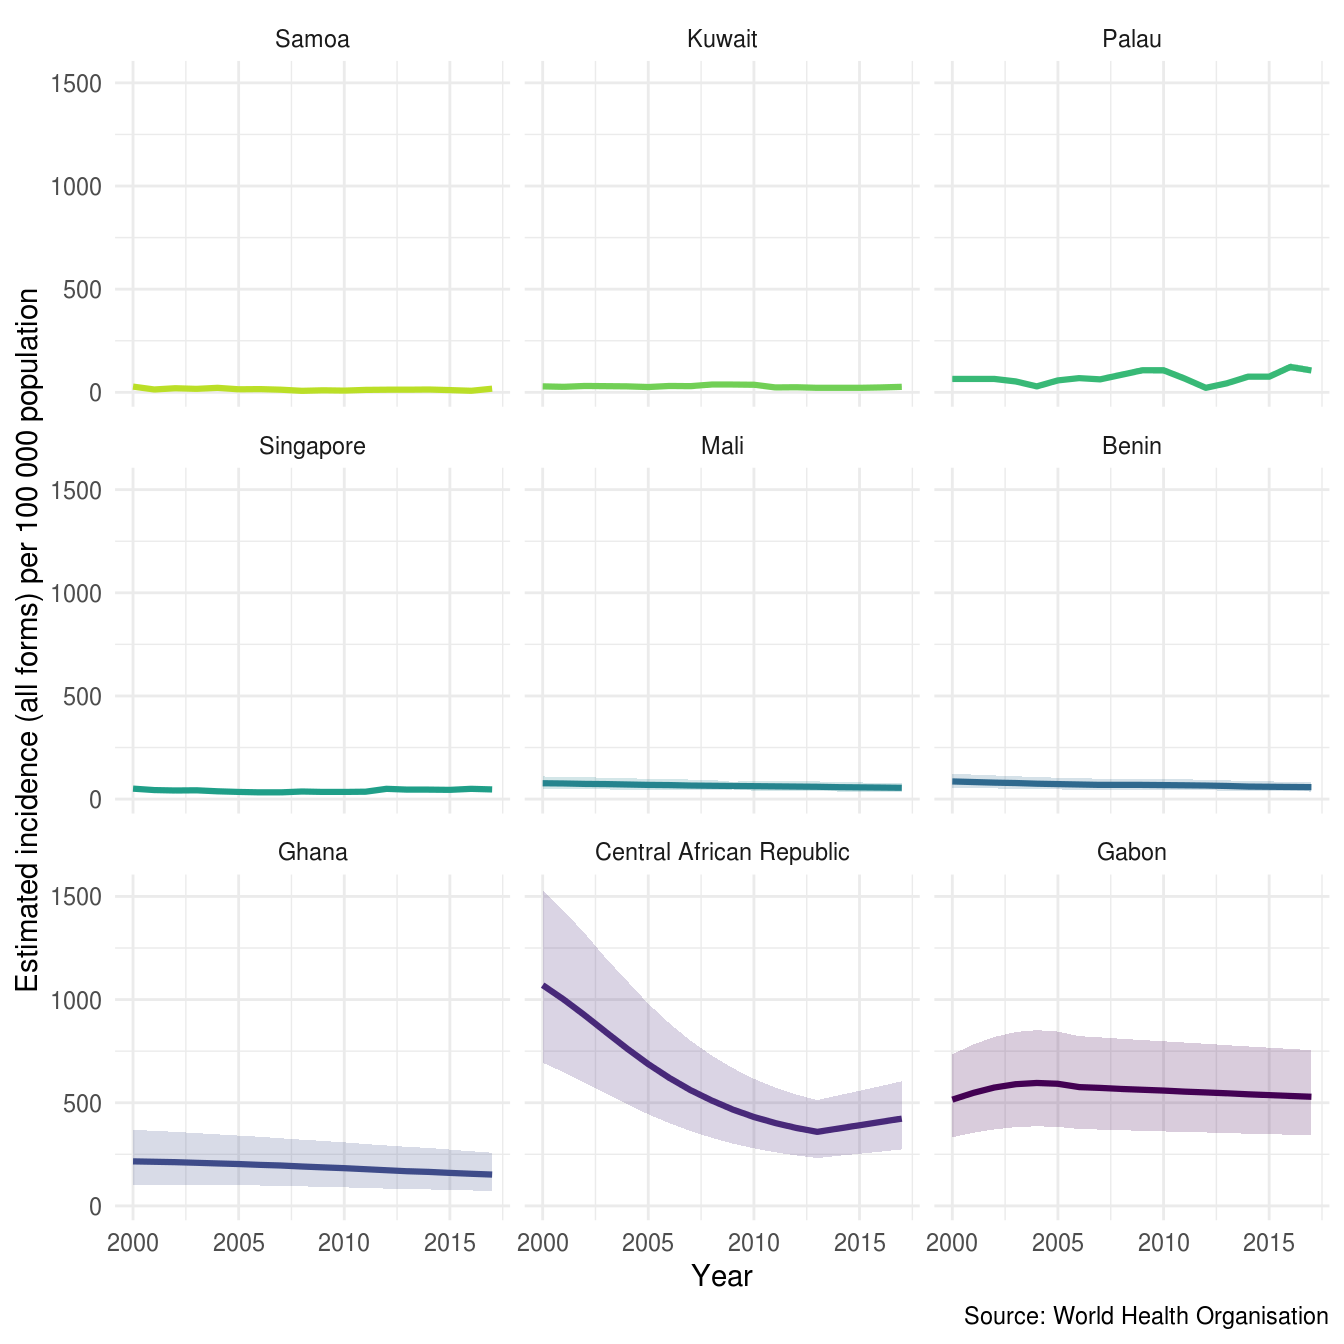 Samoa
Kuwait
Palau
1500
1000
500
0
Singapore
Mali
Benin
1500
1000
500
0
Ghana
Central African Republic
Gabon
1500
1000
500
0
2000 2005 2010 2015
2000 2005 2010 2015
2000 2005 2010 2015
Estimated incidence (all forms) per 100 000 population
Year
Source: World Health Organisation